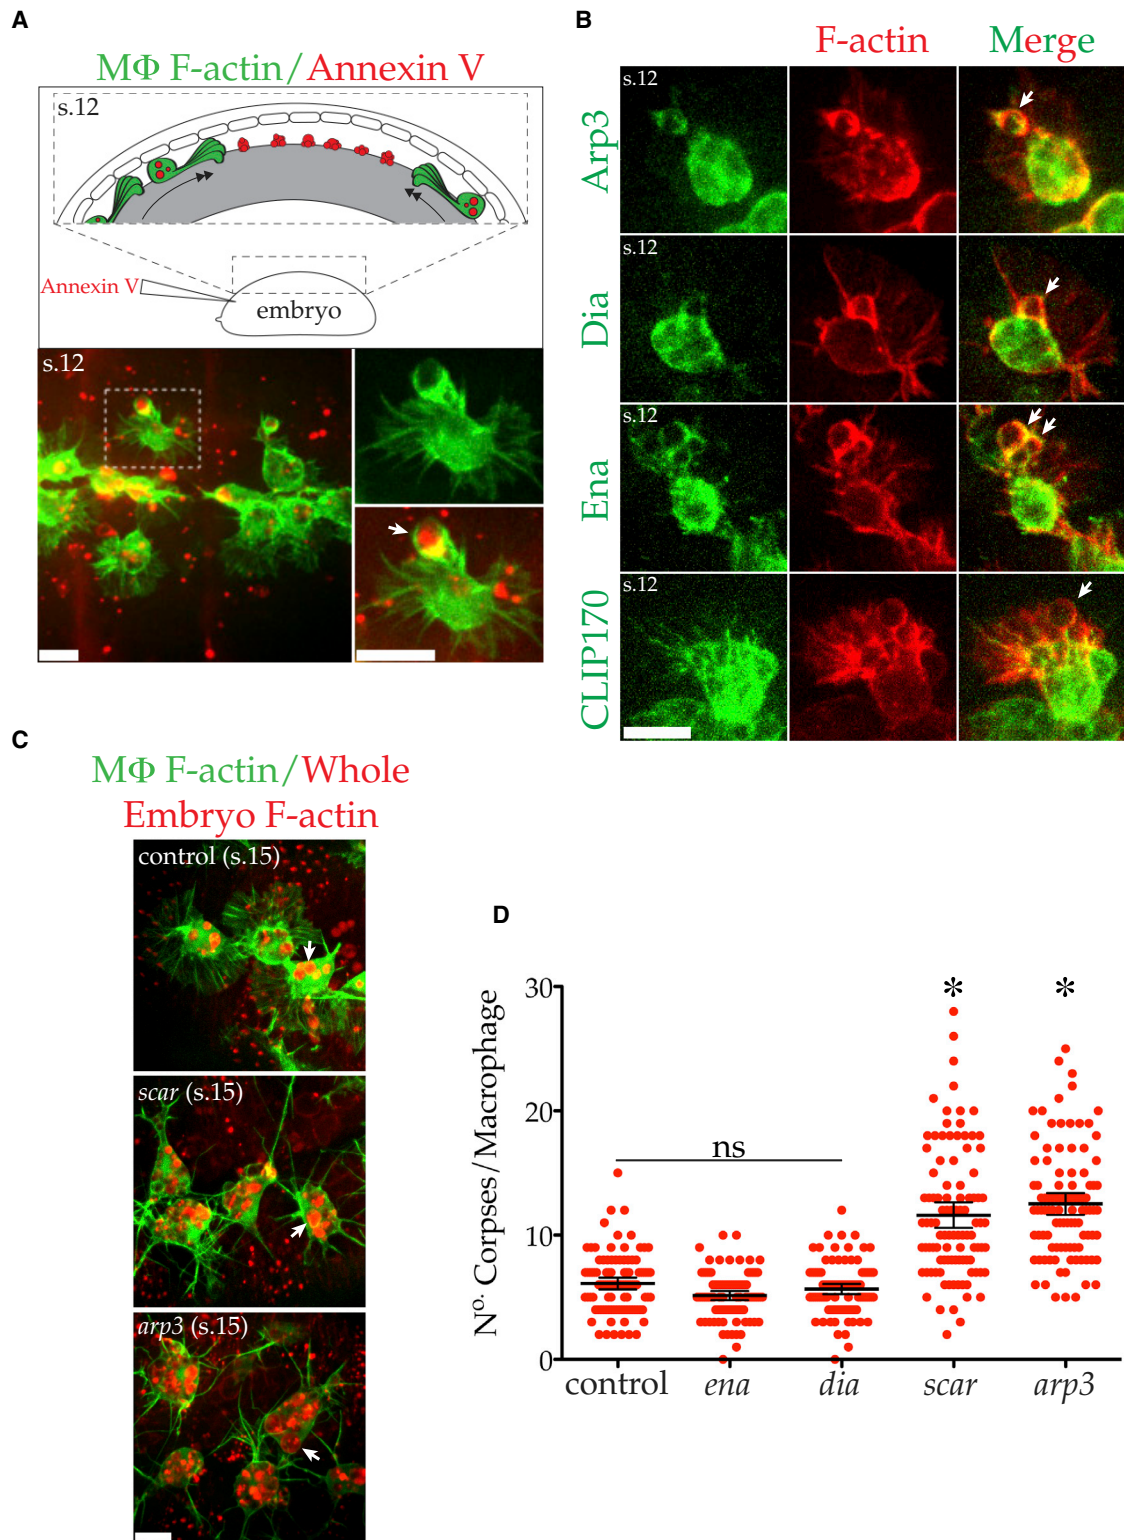 A
MΦ F-actin/Annexin V
s.12
Annexin V
embryo
s.12
B
F-actin
Merge
Arp3
s.12
Dia
s.12
Ena
s.12
CLIP170
s.12
C
MΦ F-actin/Whole
Embryo F-actin
control (s.15)
scar (s.15)
arp3 (s.15)
D
Nº. Corpses/Macrophage
30
20
10
0
ns
*
*
control
ena
dia
scar
arp3